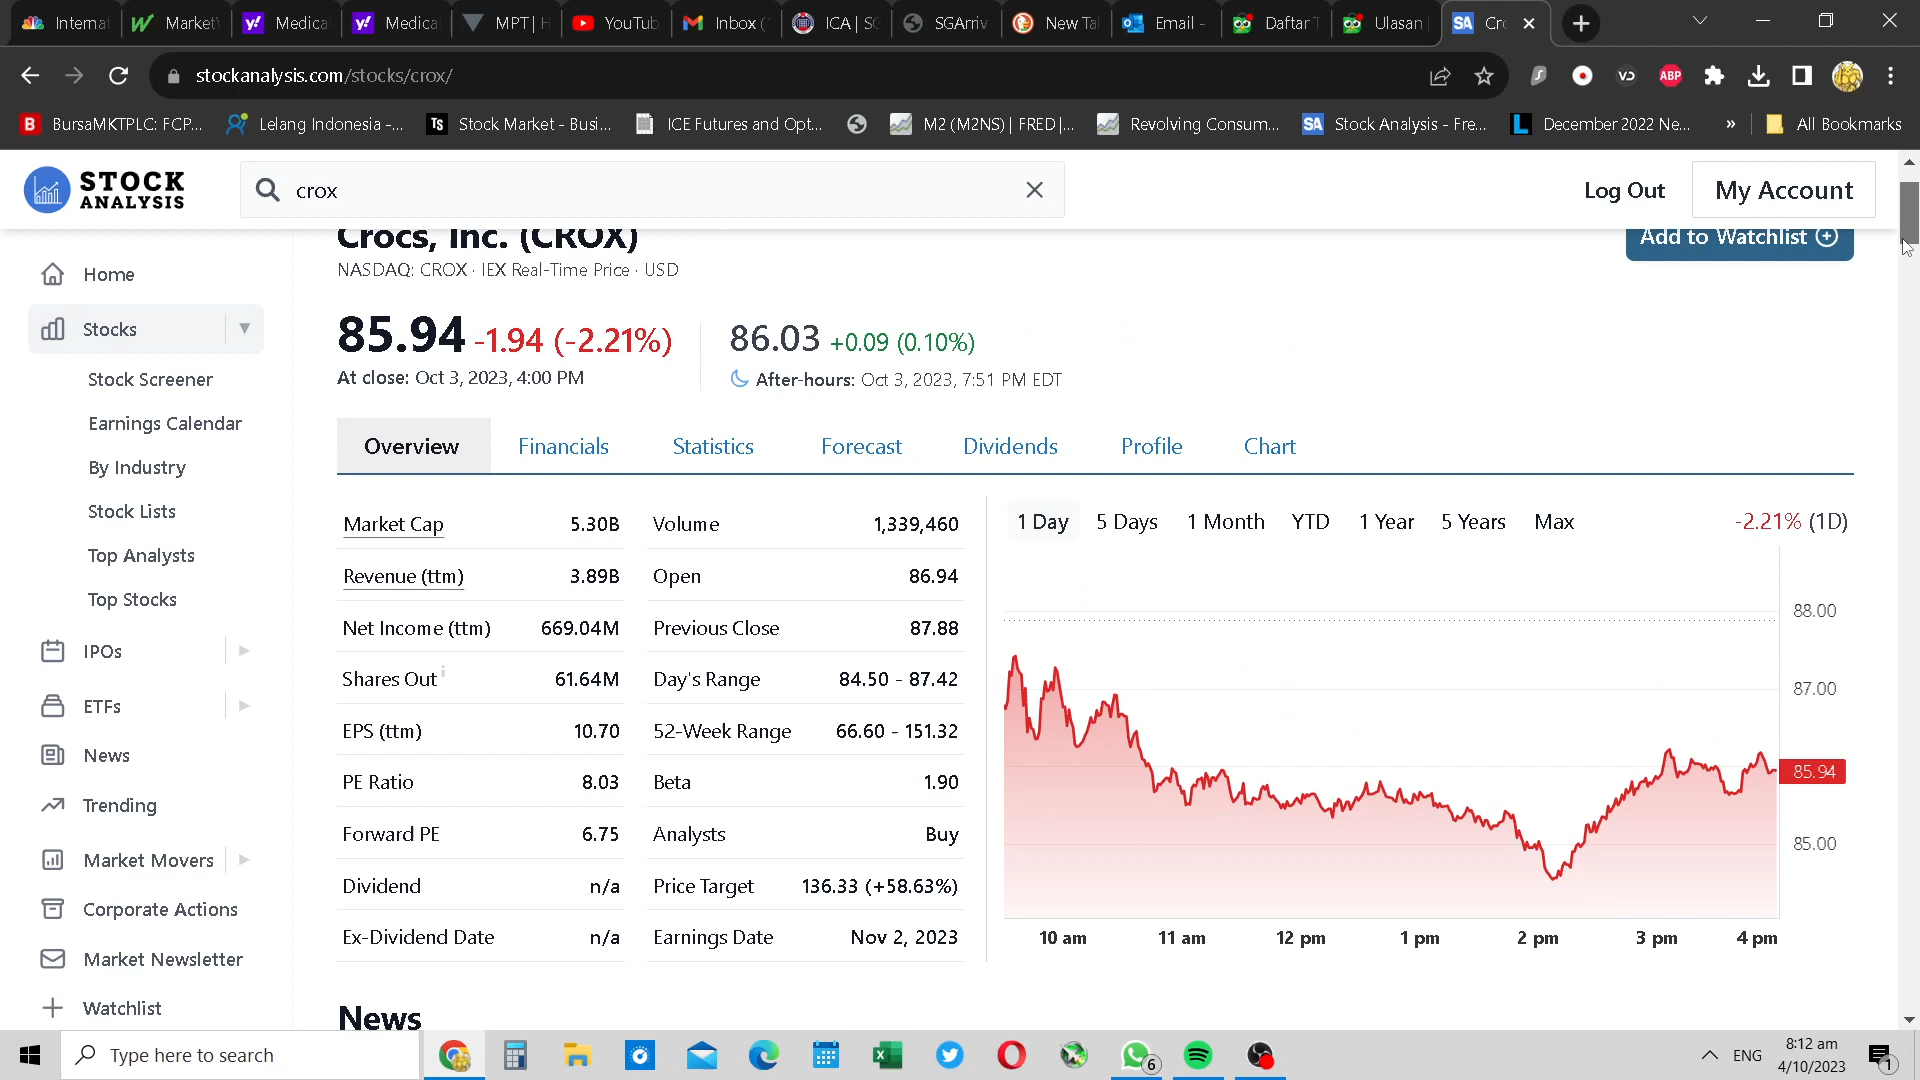 Interna
Market
Medica
Medica
MPT | H
YouTub
Inbox (
ICA | SG
SGArriv
New Ta
Email -
Daftar T
Ulasan
SA Cro
stockanalysis.com/stocks/crox/
VD
ABP
B BursaMKTPLC: FCP...
Lelang Indonesia -...
TS Stock Market - Busi...
ICE Futures and Opt...
M2 (M2NS) | FRED |...
Revolving Consum...
SA Stock Analysis - Fre...
L December 2022 Ne...
»
All Bookmarks
STOCK
ANALYSIS
crox
Log Out
My Account
Crocs, Inc. (CROX)
Add to Watchlist
NASDAQ: CROX · IEX Real-Time Price · USD
85.94 -1.94 (-2.21%)
At close: Oct 3, 2023, 4:00 PM
86.03 +0.09 (0.10%)
After-hours: Oct 3, 2023, 7:51 PM EDT
Home
Stocks
Stock Screener
Earnings Calendar
By Industry
Stock Lists
Top Analysts
Top Stocks
IPOs
ETFs
News
Trending
Market Movers
Corporate Actions
Market Newsletter
Watchlist
Overview Financials Statistics Forecast Dividends Profile Chart
Market Cap 5.30B
Revenue (ttm) 3.89B
Net Income (ttm) 669.04M
Shares Out i 61.64M
EPS (ttm) 10.70
PE Ratio 8.03
Forward PE 6.75
Dividend n/a
Ex-Dividend Date n/a
Volume 1,339,460
Open 86.94
Previous Close 87.88
Day's Range 84.50 - 87.42
52-Week Range 66.60 - 151.32
Beta 1.90
Analysts Buy
Price Target 136.33 (+58.63%)
Earnings Date Nov 2, 2023
1 Day 5 Days 1 Month YTD 1 Year 5 Years Max -2.21% (1D)
88.00
87.00
85.94
85.00
10 am 11 am 12 pm 1 pm 2 pm 3 pm 4 pm
News
Type here to search
6
ENG
8:12 am
4/10/2023
1